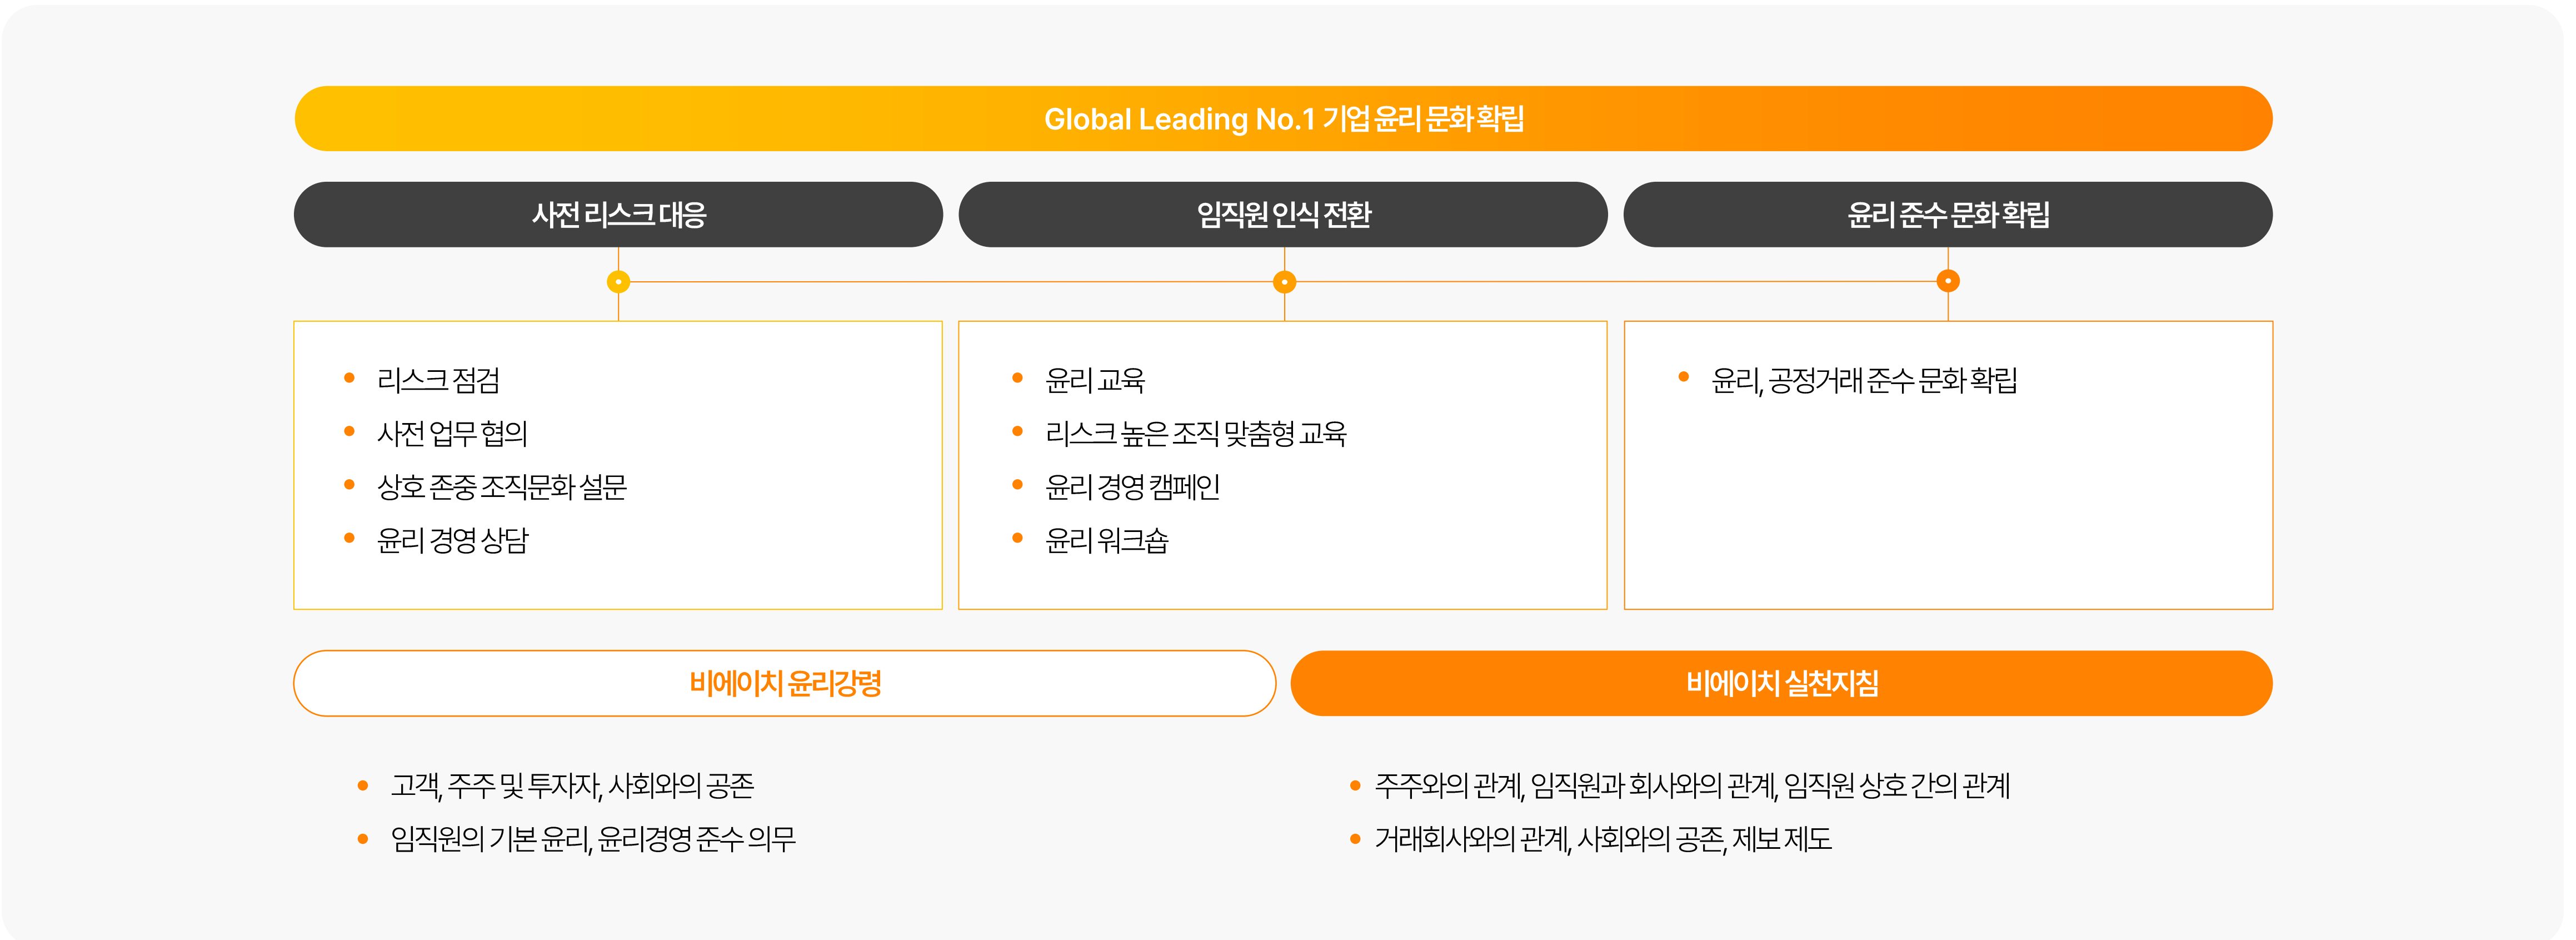 Global Leading No.1 기업 윤리 문화 확립
사전 리스크 대응
임직원 인식 전환
윤리 준수 문화 확립
리스크 점검
사전 업무 협의
상호 존중 조직문화 설문
윤리 경영 상담
윤리 교육
리스크 높은 조직 맞춤형 교육
윤리 경영 캠페인
윤리 워크숍
윤리, 공정거래 준수 문화 확립
비에이치 윤리강령
비에이치 실천지침
고객, 주주 및 투자자, 사회와의 공존
임직원의 기본 윤리, 윤리경영 준수 의무
주주와의 관계, 임직원과 회사와의 관계, 임직원 상호 간의 관계
거래회사와의 관계, 사회와의 공존, 제보 제도